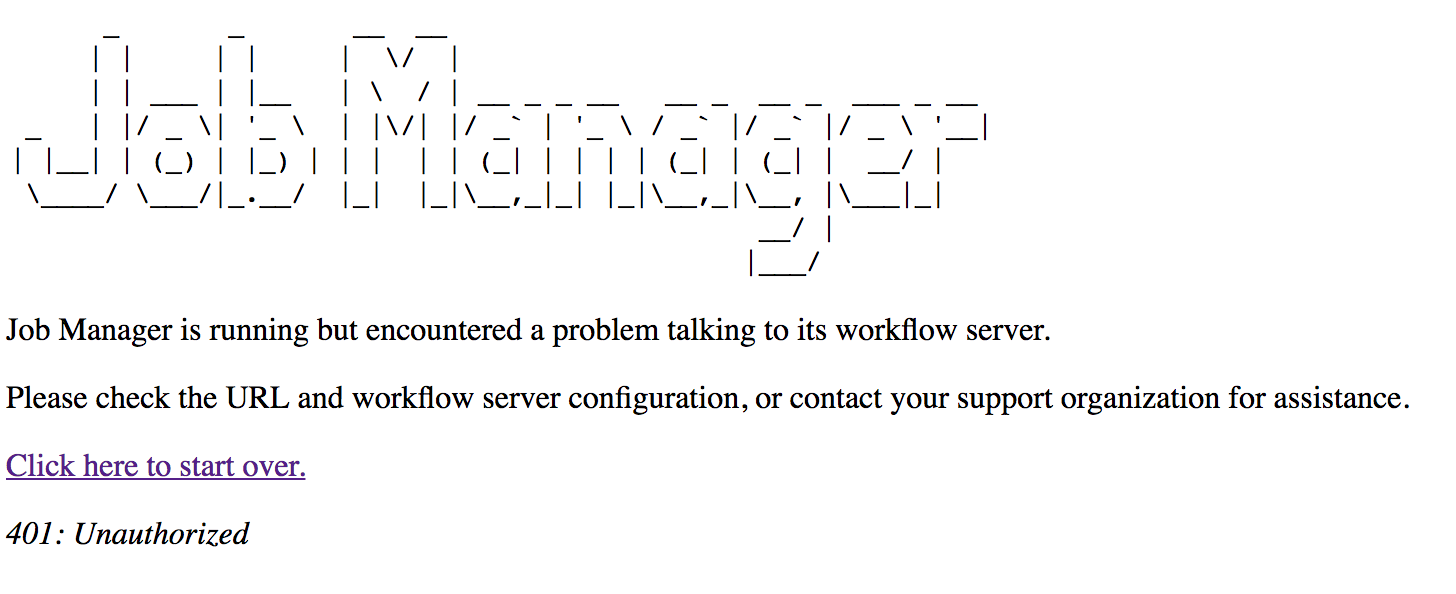 Job Manager
Job Manager is running but encountered a problem talking to its workflow server.
Please check the URL and workflow server configuration, or contact your support organization for assistance.
Click here to start over.
401: Unauthorized